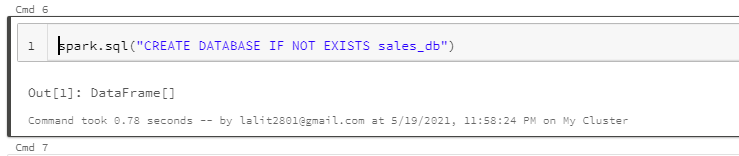 Cmd 6
1 spark.sql("CREATE DATABASE IF NOT EXISTS sales_db")
Out[1]: DataFrame[]
Command took 0.78 seconds -- by lalit2801@gmail.com at 5/19/2021, 11:58:24 PM on My Cluster
Cmd 7